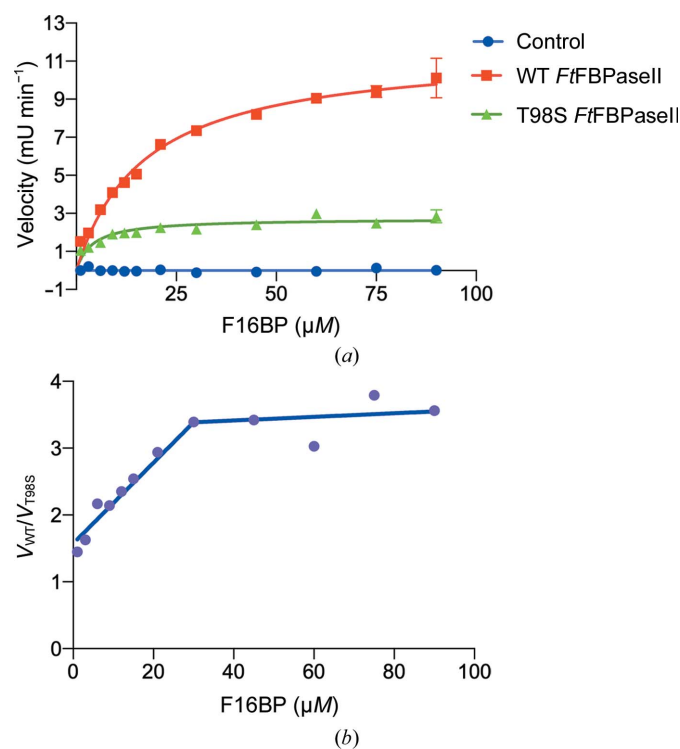 13
11
9
7
5
3
1
−1
Velocity (mU min⁻¹)
25
50
75
100
F16BP (μM)
Control
WT FtFBPaseII
T98S FtFBPaseII
(a)
4
3
2
1
0
V_WT/V_T98S
0
20
40
60
80
100
F16BP (μM)
(b)